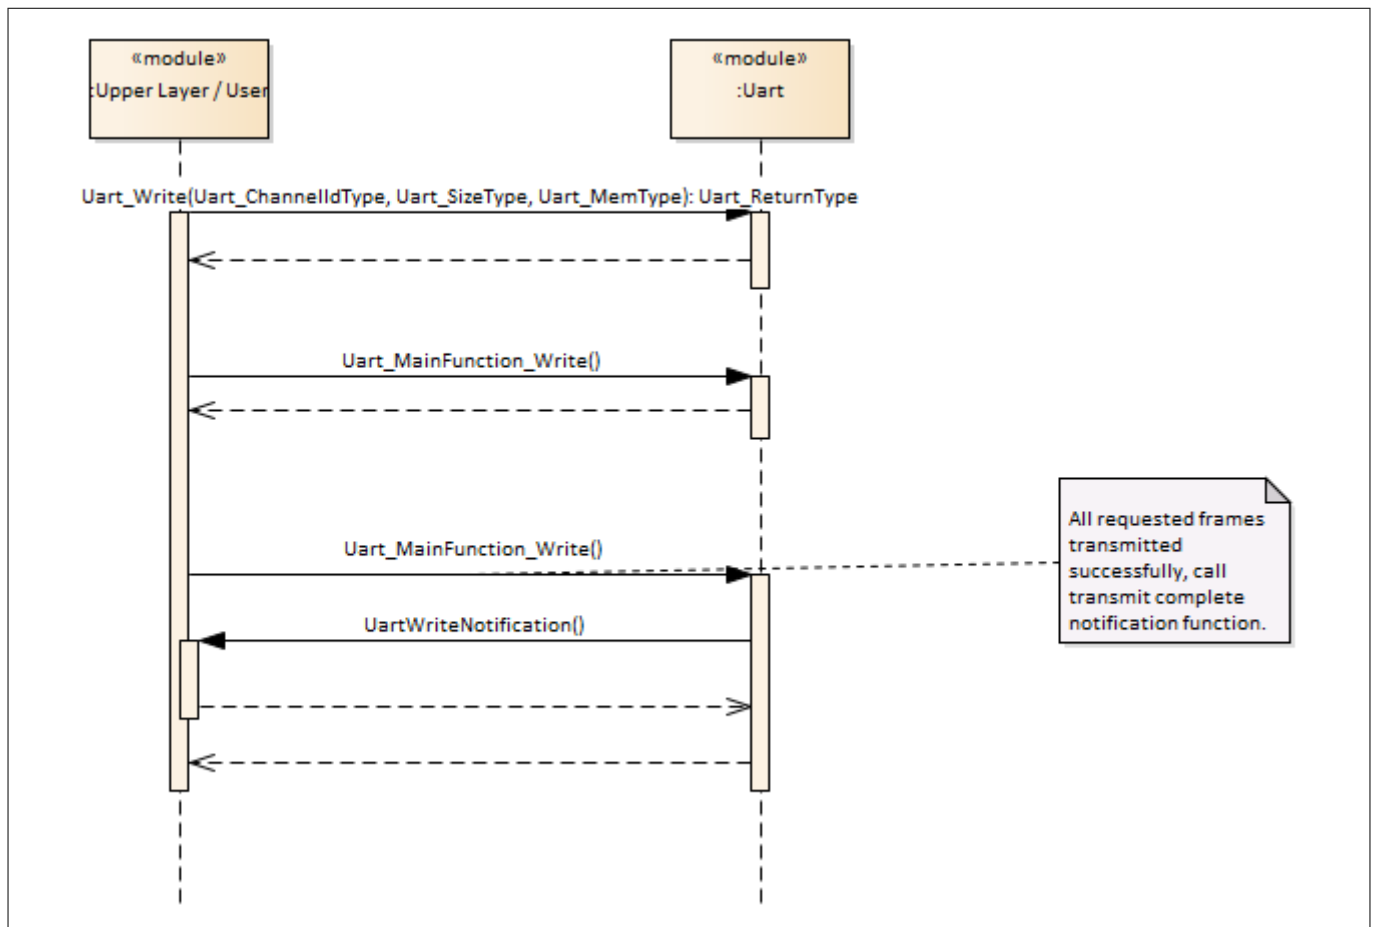 «module»
:Upper Layer / User
«module»
:Uart
Uart_Write(Uart_ChannelIdType, Uart_SizeType, Uart_MemType): Uart_ReturnType
Uart_MainFunction_Write()
Uart_MainFunction_Write()
All requested frames
transmitted
successfully, call
transmit complete
notification function.
UartWriteNotification()